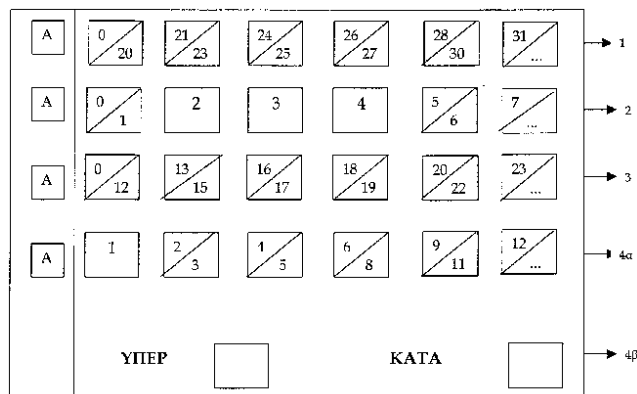 A 0 20 21 23 24 25 26 27 28 30 31 ... 1
A 0 1 2 3 4 5 6 7 ... 2
A 0 12 13 15 16 17 18 19 20 22 23 ... 3
A 1 2 3 4 5 6 8 9 11 12 ... 4α
ΥΠΕΡ ΚΑΤΑ 4β